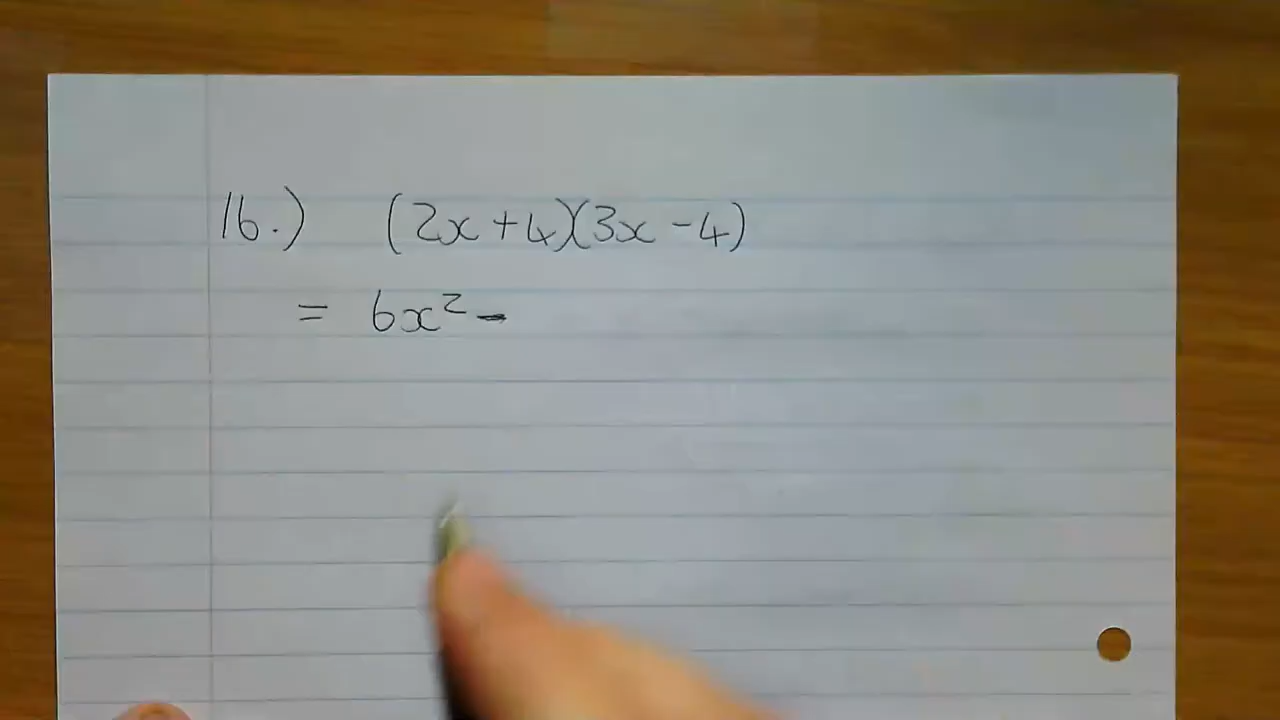 16.) (2x+4)(3x-4)
= 6x² -